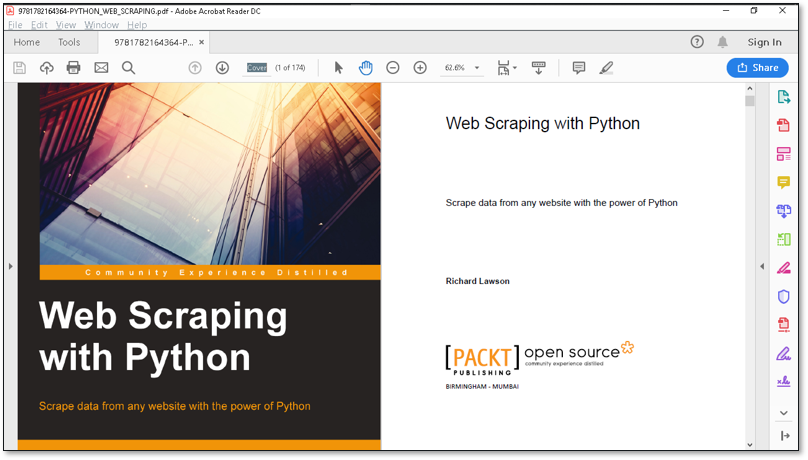 9781782164364-PYTHON_WEB_SCRAPING.pdf - Adobe Acrobat Reader DC
File Edit View Window Help
Home Tools 9781782164364-P... × Sign In
Cover (1 of 174) 62.6% Share
Community Experience Distilled
Web Scraping
with Python
Scrape data from any website with the power of Python
Web Scraping with Python
Scrape data from any website with the power of Python
Richard Lawson
[PACKT] open source
PUBLISHING community experience distilled
BIRMINGHAM - MUMBAI